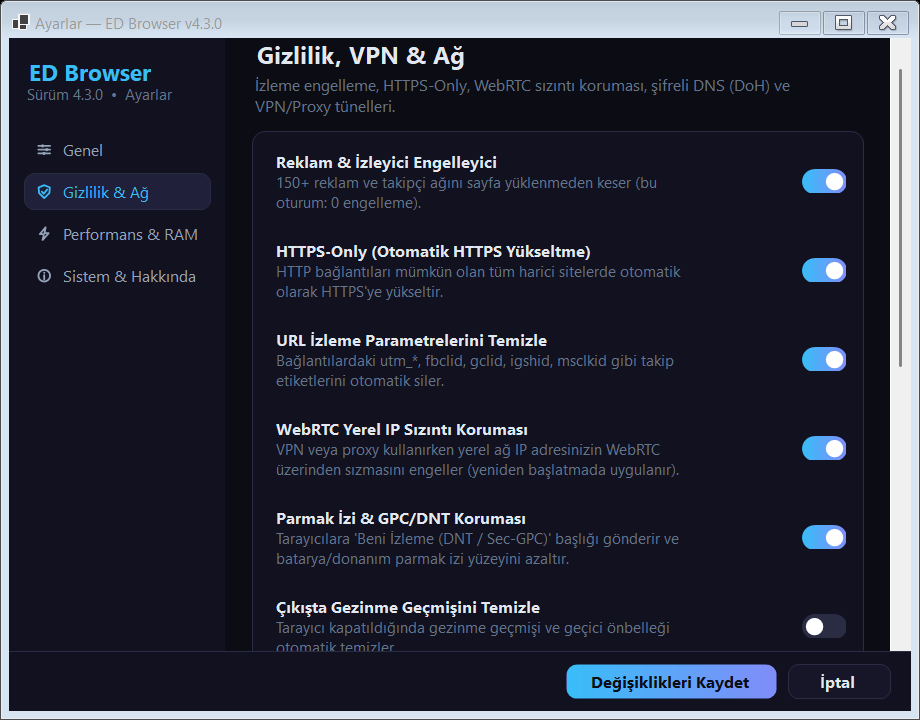 Ayarlar — ED Browser v4.3.0
ED Browser
Sürüm 4.3.0 • Ayarlar
Genel
Gizlilik & Ağ
Performans & RAM
Sistem & Hakkında
Gizlilik, VPN & Ağ
İzleme engelleme, HTTPS-Only, WebRTC sızıntı koruması, şifreli DNS (DoH) ve
VPN/Proxy tünelleri.
Reklam & İzleyici Engelleyici
150+ reklam ve takipçi ağını sayfa yüklenmeden keser (bu
oturum: 0 engelleme).
HTTPS-Only (Otomatik HTTPS Yükseltme)
HTTP bağlantıları mümkün olan tüm harici sitelerde otomatik
olarak HTTPS'ye yükseltir.
URL İzleme Parametrelerini Temizle
Bağlantılardaki utm_*, fbclid, gclid, igshid, msclkid gibi takip
etiketlerini otomatik siler.
WebRTC Yerel IP Sızıntı Koruması
VPN veya proxy kullanırken yerel ağ IP adresinizin WebRTC
üzerinden sızmasını engeller (yeniden başlatmada uygulanır).
Parmak İzi & GPC/DNT Koruması
Tarayıcılara 'Beni İzleme (DNT / Sec-GPC)' başlığı gönderir ve
batarya/donanım parmak izi yüzeyini azaltır.
Çıkışta Gezinme Geçmişini Temizle
Tarayıcı kapatıldığında gezinme geçmişi ve geçici önbelleği
otomatik temizler.
Değişiklikleri Kaydet
İptal